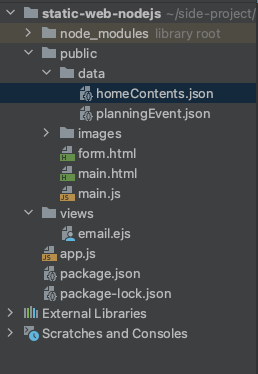 static-web-nodejs ~/side-project/
node_modules library root
public
data
homeContents.json
planningEvent.json
images
form.html
main.html
main.js
views
email.ejs
app.js
package.json
package-lock.json
External Libraries
Scratches and Consoles